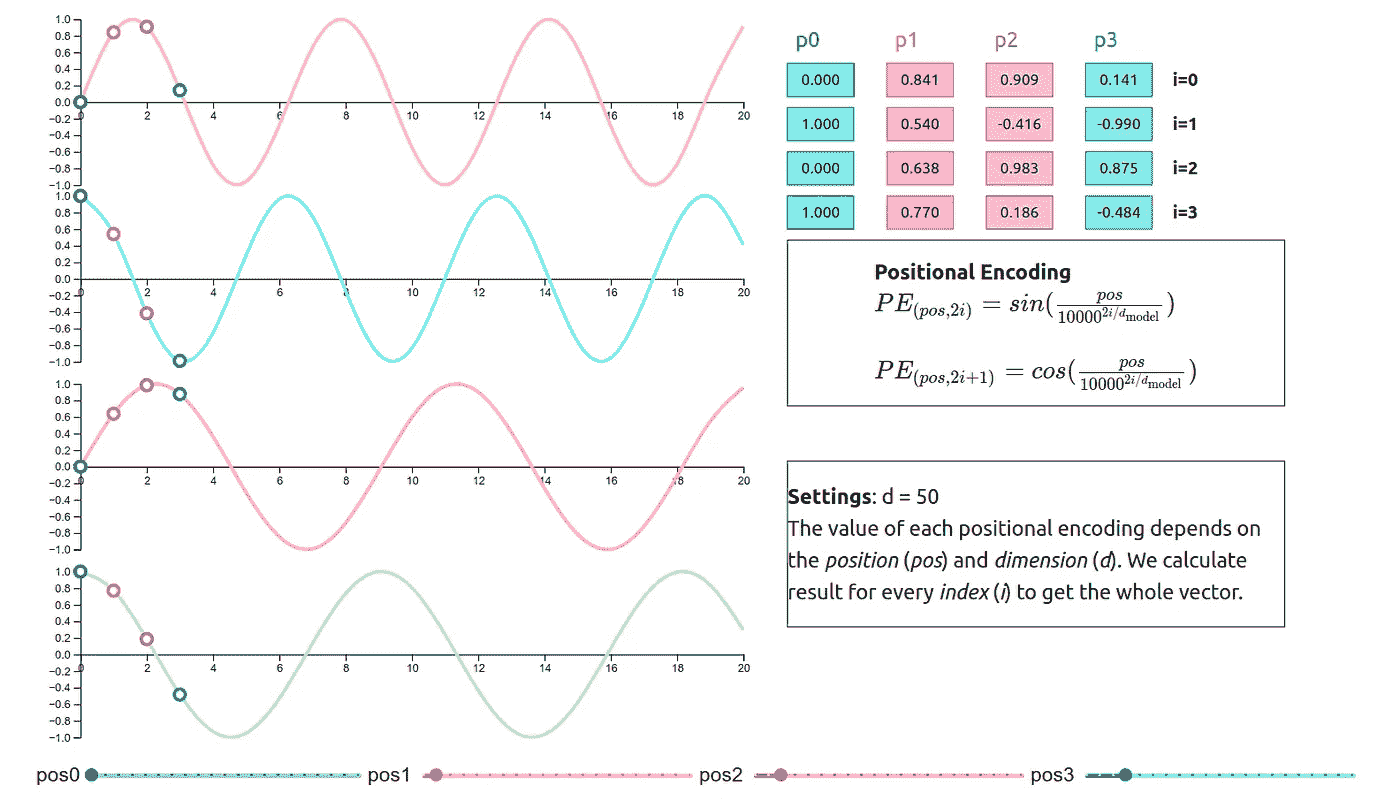 1.0
0.8
0.6
0.4
0.2
0.0
−0.2
−0.4
−0.6
−0.8
−1.0
0 2 4 6 8 10 12 14 16 18 20
1.0
0.8
0.6
0.4
0.2
0.0
−0.2
−0.4
−0.6
−0.8
−1.0
0 2 4 6 8 10 12 14 16 18 20
1.0
0.8
0.6
0.4
0.2
0.0
−0.2
−0.4
−0.6
−0.8
−1.0
0 2 4 6 8 10 12 14 16 18 20
1.0
0.8
0.6
0.4
0.2
0.0
−0.2
−0.4
−0.6
−0.8
−1.0
0 2 4 6 8 10 12 14 16 18 20
p0 p1 p2 p3
0.000 0.841 0.909 0.141 i=0
1.000 0.540 -0.416 -0.990 i=1
0.000 0.638 0.983 0.875 i=2
1.000 0.770 0.186 -0.484 i=3
Positional Encoding
PE(pos,2i) = sin(pos/10000^2i/dmodel)
PE(pos,2i+1) = cos(pos/10000^2i/dmodel)
Settings: d = 50
The value of each positional encoding depends on
the position (pos) and dimension (d). We calculate
result for every index (i) to get the whole vector.
pos0 pos1 pos2 pos3